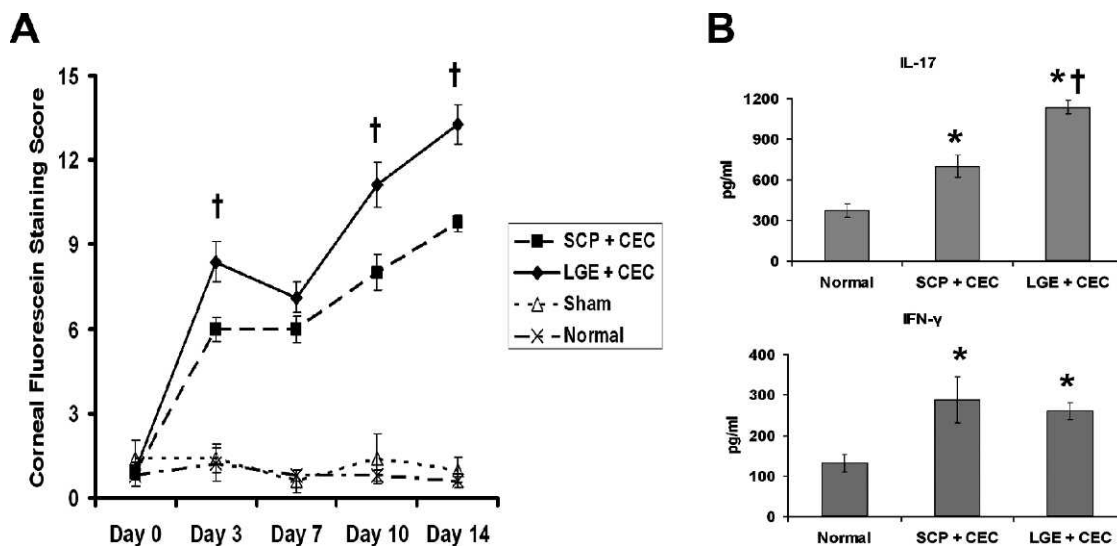 A
Corneal Fluorescein Staining Score
15
12
9
6
3
0
†
†
†
Day 0 Day 3 Day 7 Day 10 Day 14
SCP + CEC
LGE + CEC
Sham
Normal
B
IL-17
pg/ml
1200
900
600
300
0
*
*†
Normal SCP + CEC LGE + CEC
IFN-γ
pg/ml
400
300
200
100
0
*
*
Normal SCP + CEC LGE + CEC